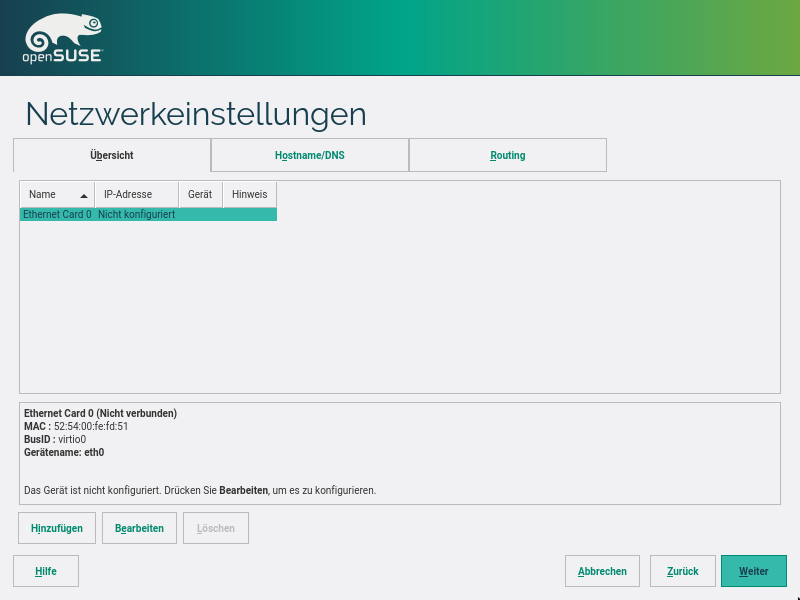 openSUSE
Netzwerkeinstellungen
Übersicht
Hostname/DNS
Routing
Name
IP-Adresse
Gerät
Hinweis
Ethernet Card 0
Nicht konfiguriert
Ethernet Card 0 (Nicht verbunden)
MAC : 52:54:00:fe:fd:51
BusID : virtio0
Gerätename: eth0
Das Gerät ist nicht konfiguriert. Drücken Sie Bearbeiten, um es zu konfigurieren.
Hinzufügen
Bearbeiten
Löschen
Hilfe
Abbrechen
Zurück
Weiter